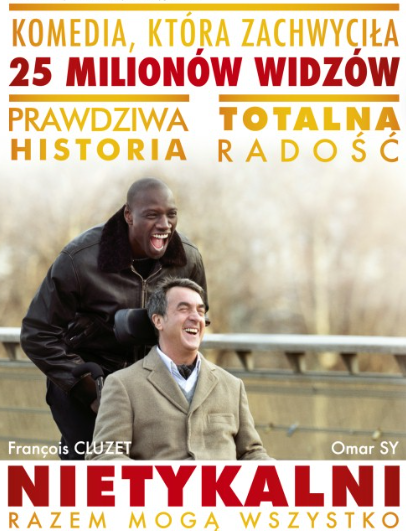 KOMEDIA, KTÓRA ZACHWYCIŁA
25 MILIONÓW WIDZÓW
PRAWDZIWA
HISTORIA
TOTALNA
RADOŚĆ
François CLUZET
Omar SY
NIETYKALNI
RAZEM MOGĄ WSZYSTKO